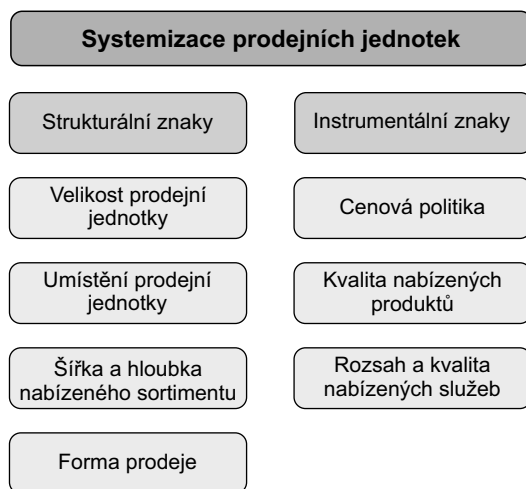 Systemizace prodejních jednotek
Strukturální znaky
Velikost prodejní
jednotky
Umístění prodejní
jednotky
Šířka a hloubka
nabízeného sortimentu
Forma prodeje
Instrumentální znaky
Cenová politika
Kvalita nabízených
produktů
Rozsah a kvalita
nabízených služeb